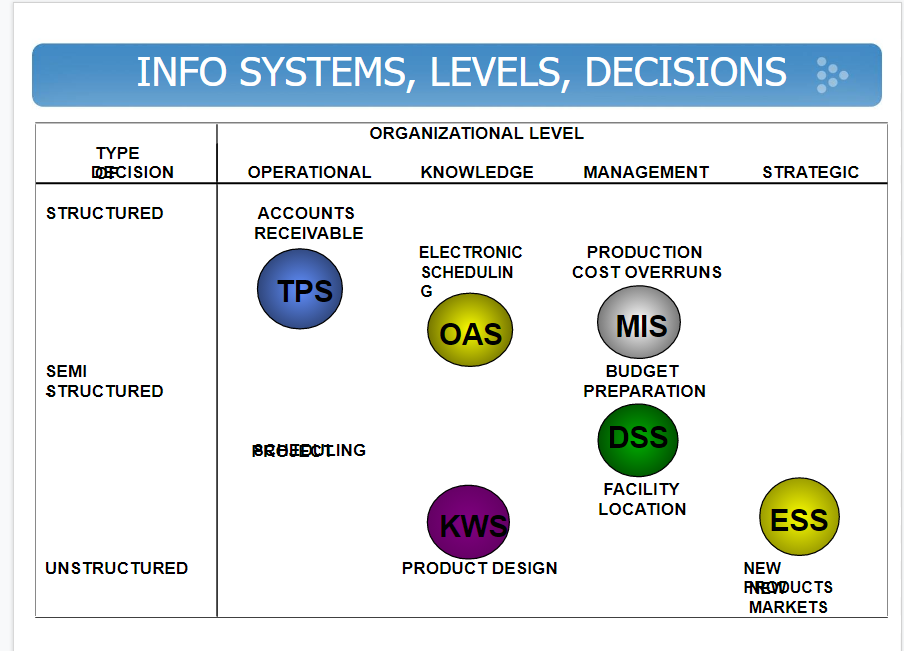 INFO SYSTEMS, LEVELS, DECISIONS
ORGANIZATIONAL LEVEL
TYPE
OF
DECISION
OPERATIONAL
KNOWLEDGE
MANAGEMENT
STRATEGIC
STRUCTURED
ACCOUNTS
RECEIVABLE
ELECTRONIC
SCHEDULIN
G
PRODUCTION
COST OVERRUNS
TPS
OAS
MIS
SEMI
-
STRUCTURED
BUDGET
PREPARATION
PROJECT
SCHEDULING
DSS
FACILITY
LOCATION
KWS
ESS
UNSTRUCTURED
PRODUCT DESIGN
NEW
PRODUCTS
NEW
MARKETS